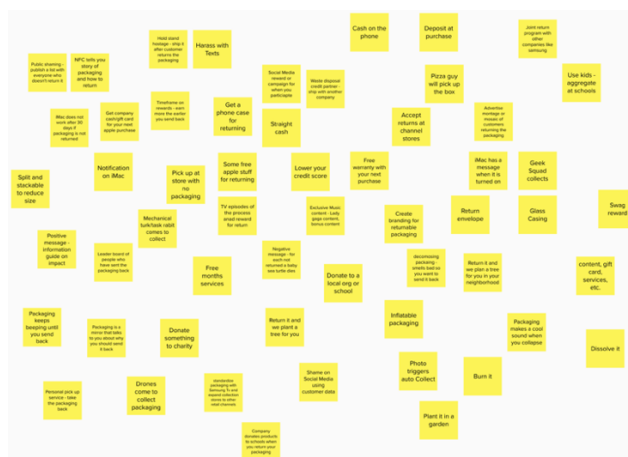 Cash on the
phone
Deposit at
purchase
Joint return
program with
other
companies like
samsung
Hold stand
hostage - ship it
after customer
returns the
packaging
Harass with
Texts
Public shaming -
publish a list with
everyone who
doesn't return it
NFC tells you
story of
packaging and
how to return
Social Media
reward or
campaign for
when you
participate
Waste disposal
credit partner -
ship with another
company
Pizza guy
will pick up
the box
Use kids -
aggregate
at schools
iMac does not
work after 30
days if
packaging is not
returned
Get company
cash/gift card
for your next
apple purchase
Timeframe on
rewards - earn
more the sooner
you send back
Get a
phone case
for
returning
Straight
cash
Accept
returns at
channel
stores
Advertise
montage or
mosaic of
customers
returning the
packaging
Split and
stackable
to reduce
size
Notification
on iMac
Pick up at
store with
no
packaging
Some free
apple stuff
for returning
Lower your
credit score
Free
warranty with
your next
purchase
iMac has a
message when it
is turned on
Geek
Squad
collects
Mechanical
turk/task rabbit
comes to
collect
TV episodes of
the process
reward
for return
Exclusive Music
content - Lady
gaga content,
bonus content
Create
branding for
returnable
packaging
Return
envelope
Glass
Casing
Swag
reward
Positive
message -
information
guide on
impact
Leader board of
people who
have sent the
packaging back
Free
months
services
Negative
message - for
each not
returned a baby
sea turtle dies
Donate to a
local org or
school
decomposing
packaging -
smells bad so you
want to send it
back
Return it and
we plant a tree
for you in your
neighborhood
content, gift
card,
services,
etc.
Packaging
keeps
beeping until
you send
back
Packaging is a
mirror that talks
to you about why
you should send
it back
Donate
something
to charity
Return it
and we plant
a tree for you
Inflatable
packaging
Packaging
makes a cool
sound when
you collapse
Dissolve it
Personal pick up
service - take
the packaging
back
Drones
come to
collect
packaging
standardize
packaging with
Samsung TV and
expand collection
stores to other
retail channels
Shame on
Social Media
using
customer data
Photo
triggers
auto Collect
Burn it
Plant it in a
garden
Company
donates products
to schools when
you return your
packaging